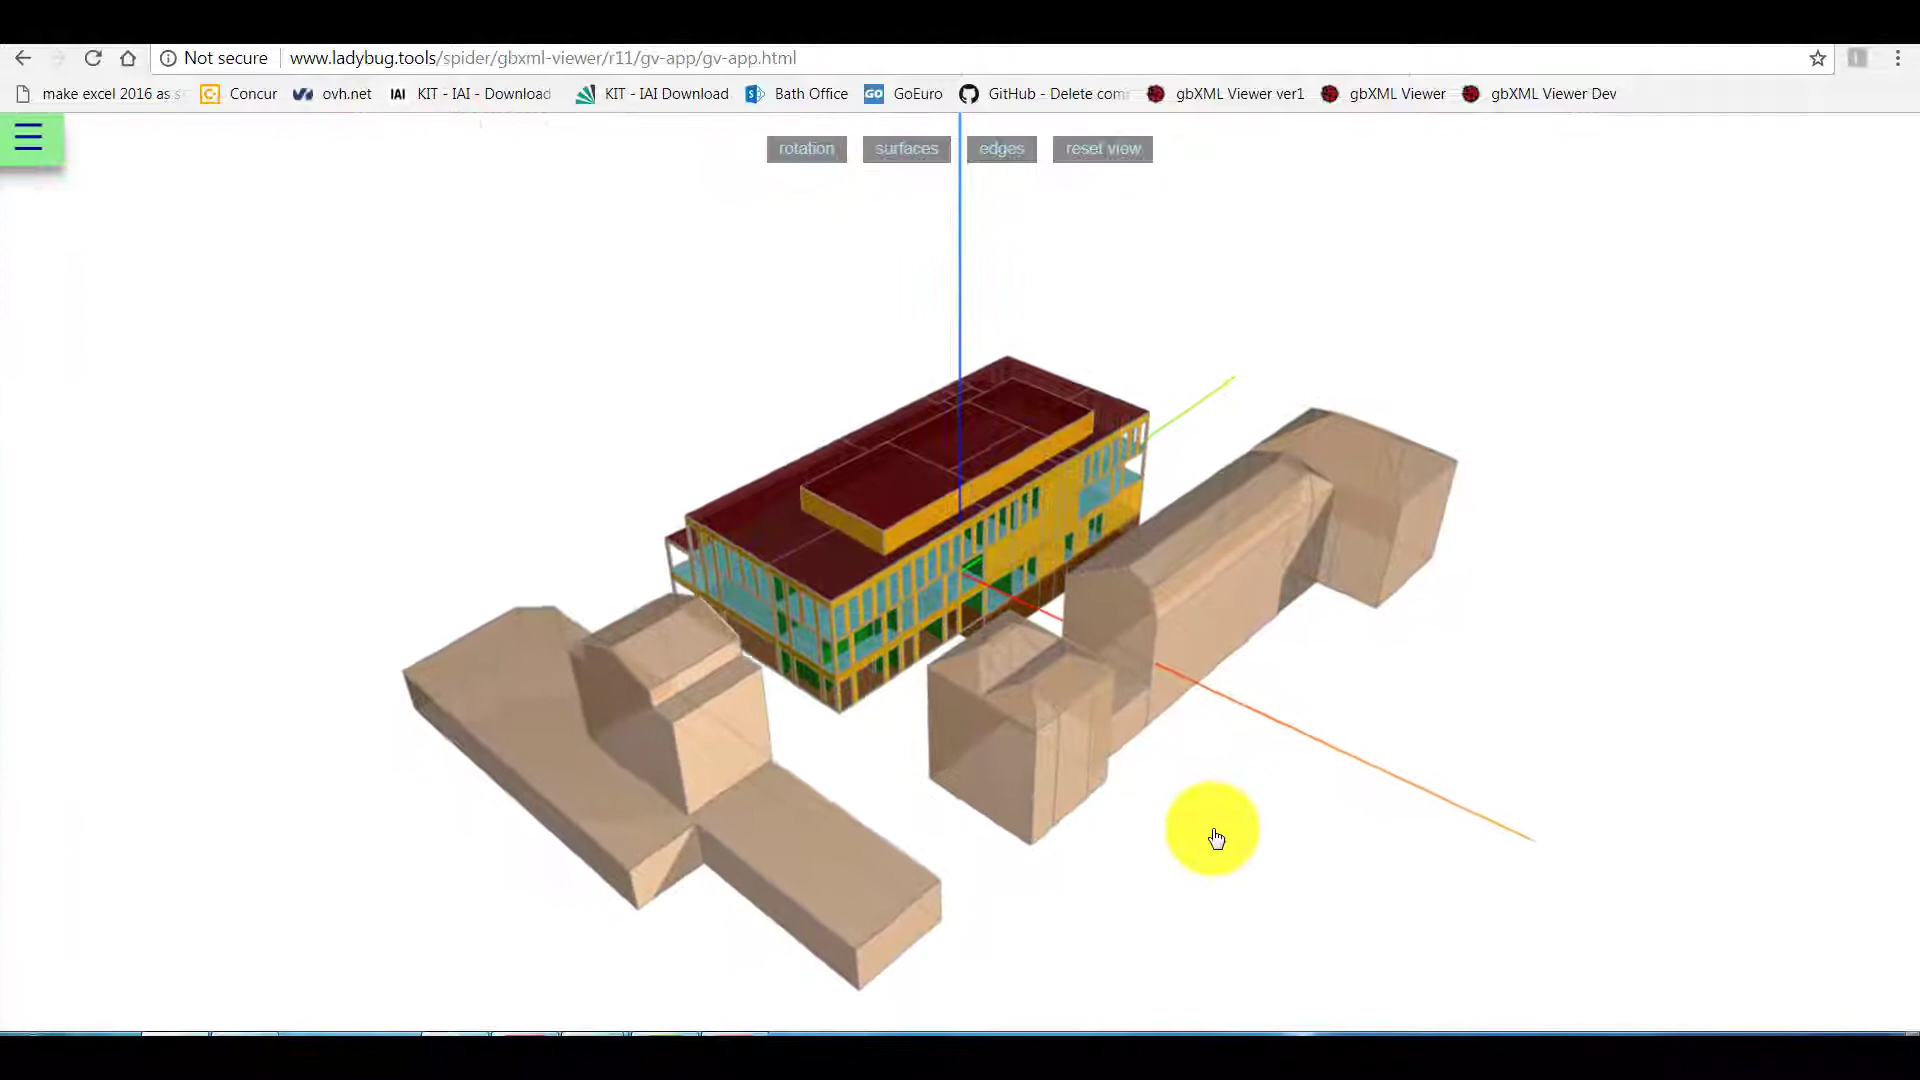 Not secure www.ladybug.tools/spider/gbxml-viewer/r11/gv-app/gv-app.html
make excel 2016 as Concur ovh.net IAI KIT - IAI - Download KIT - IAI Download Bath Office GO GoEuro GitHub - Delete com gbXML Viewer ver1 gbXML Viewer gbXML Viewer Dev
rotation surfaces edges reset view